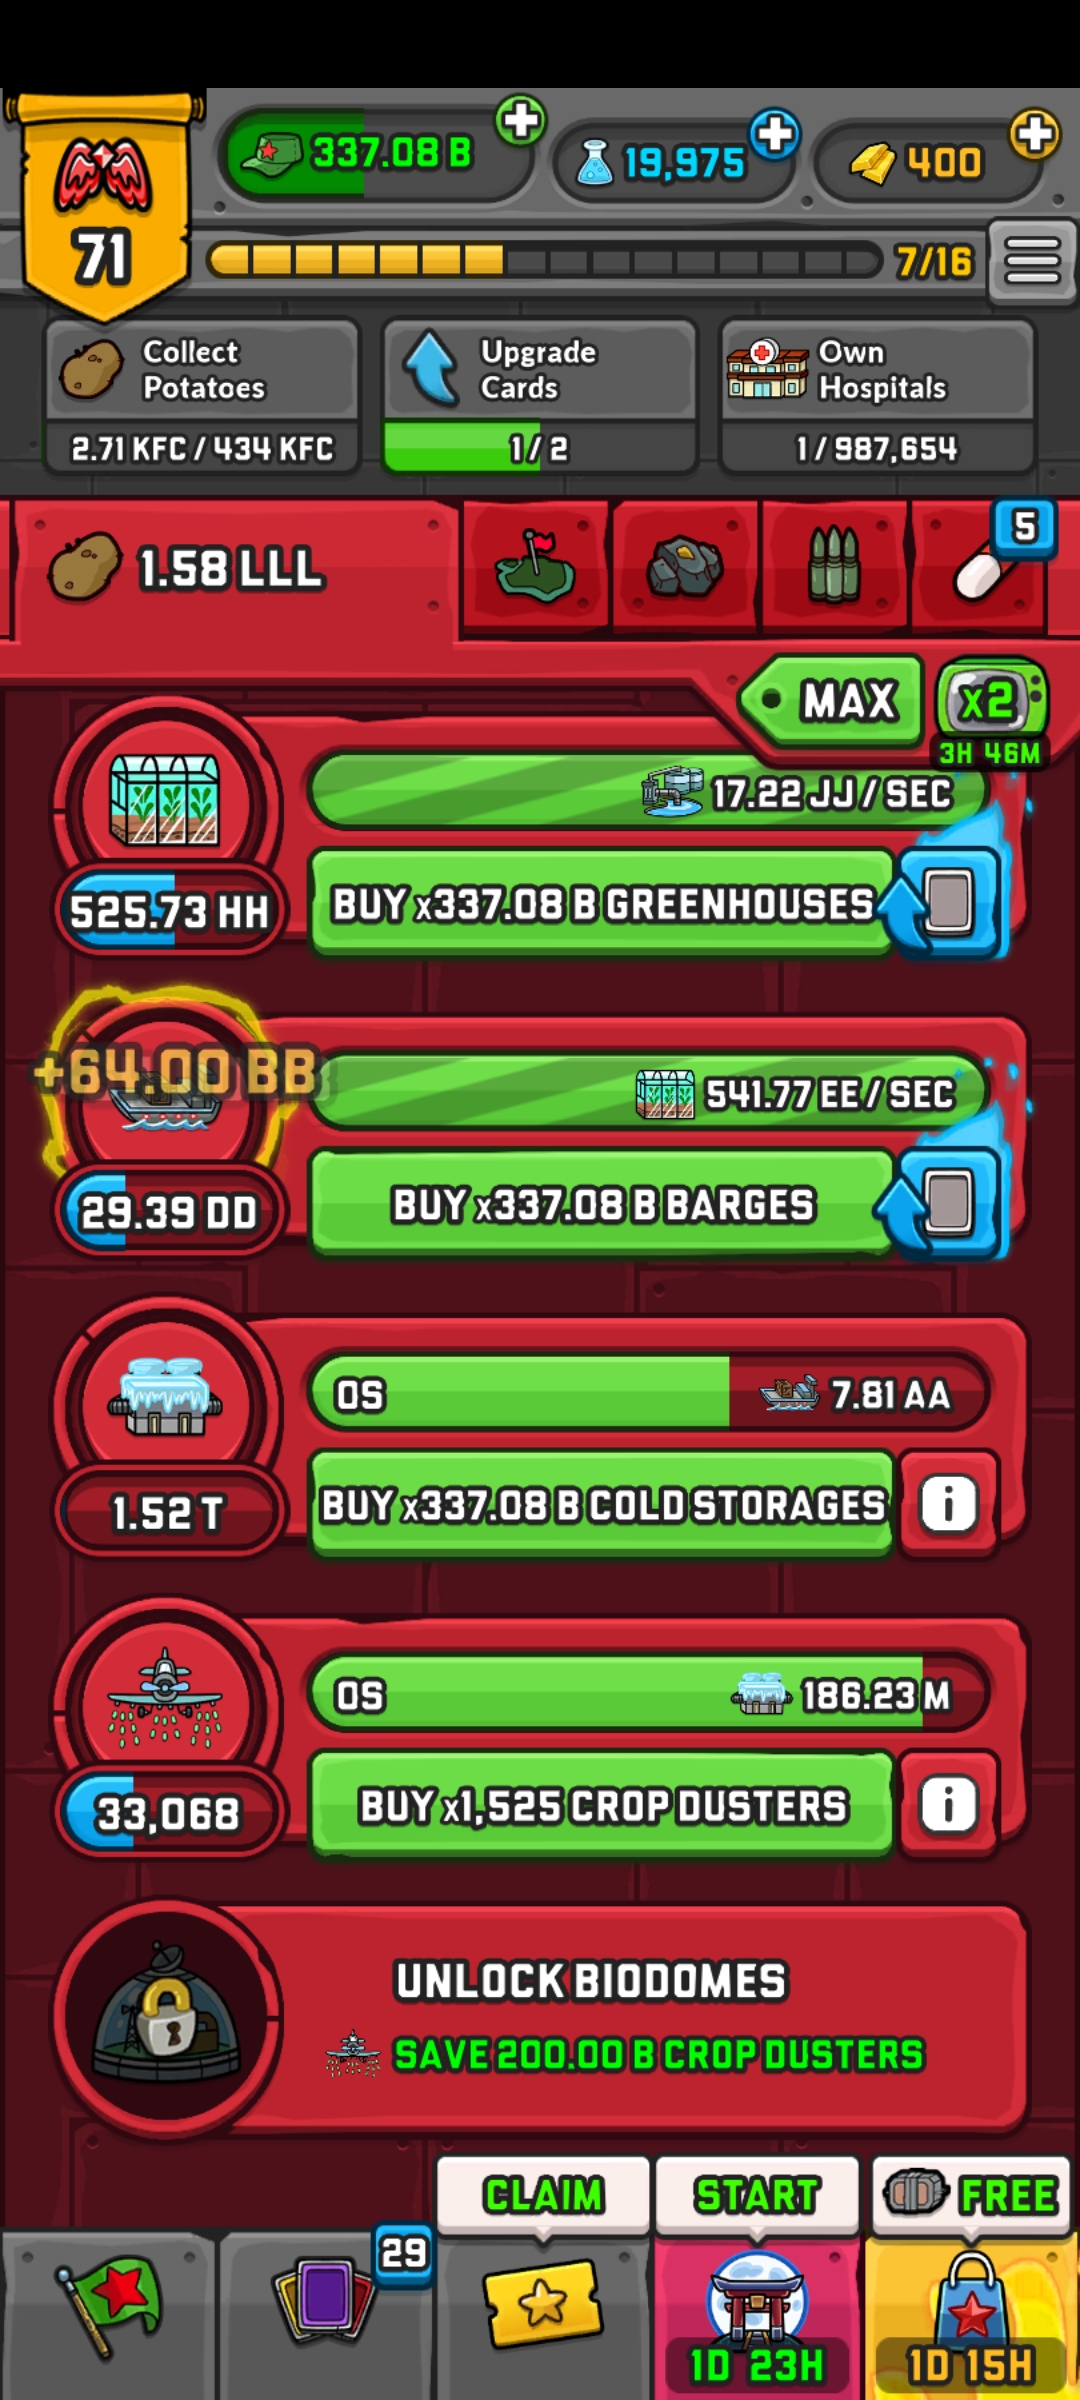 71
337.08 B
19,975
400
7/16
Collect
Potatoes
2.71 KFC / 434 KFC
Upgrade
Cards
1/ 2
Own
Hospitals
1 / 987,654
1.58 LLL
5
MAX
x2
3H 46M
17.22 JJ / SEC
525.73 HH
BUY x337.08 B GREENHOUSES
+64.00 BB
541.77 EE / SEC
29.39 DD
BUY x337.08 B BARGES
0S
7.81 AA
1.52 T
BUY x337.08 B COLD STORAGES
i
0S
186.23 M
33,068
BUY x1,525 CROP DUSTERS
i
UNLOCK BIODOMES
SAVE 200.00 B CROP DUSTERS
CLAIM
START
FREE
29
1D 23H
1D 15H